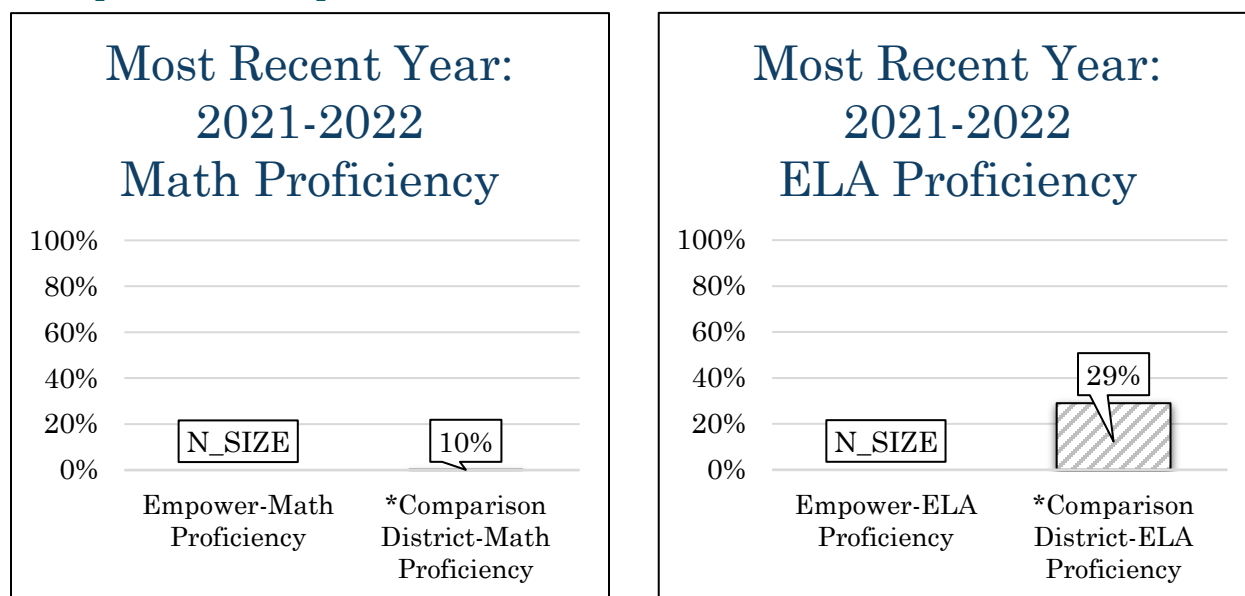 Most Recent Year:
2021-2022
Math Proficiency
100%
80%
60%
40%
20%
0%
N_SIZE
10%
Empower-Math
Proficiency
*Comparison
District-Math
Proficiency
Most Recent Year:
2021-2022
ELA Proficiency
100%
80%
60%
40%
20%
0%
N_SIZE
29%
Empower-ELA
Proficiency
*Comparison
District-ELA
Proficiency